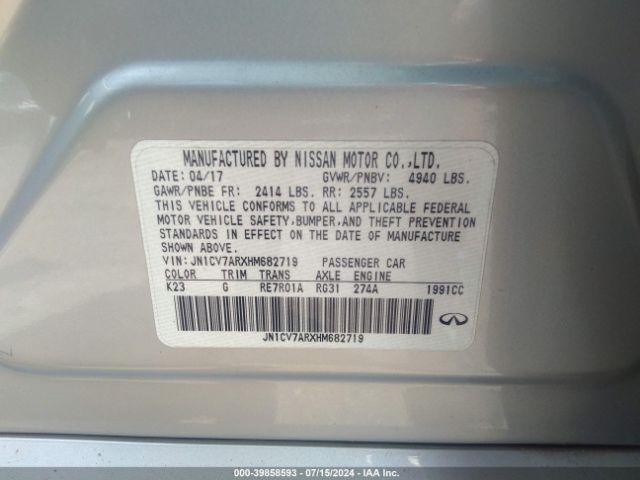 MANUFACTURED BY NISSAN MOTOR CO.,LTD.
DATE: 04/17 GVWR/PNBV: 4940 LBS.
GAWR/PNBE FR: 2414 LBS. RR: 2557 LBS.
THIS VEHICLE CONFORMS TO ALL APPLICABLE FEDERAL
MOTOR VEHICLE SAFETY,BUMPER,AND THEFT PREVENTION
STANDARDS IN EFFECT ON THE DATE OF MANUFACTURE
SHOWN ABOVE.
VIN: JN1CV7ARXHM682719 PASSENGER CAR
COLOR TRIM TRANS AXLE ENGINE
K23 G RE7R01A RG31 274A 1991CC
JN1CV7ARXHM682719
INFINITI
000-39858593 - 07/15/2024 - IAA Inc.